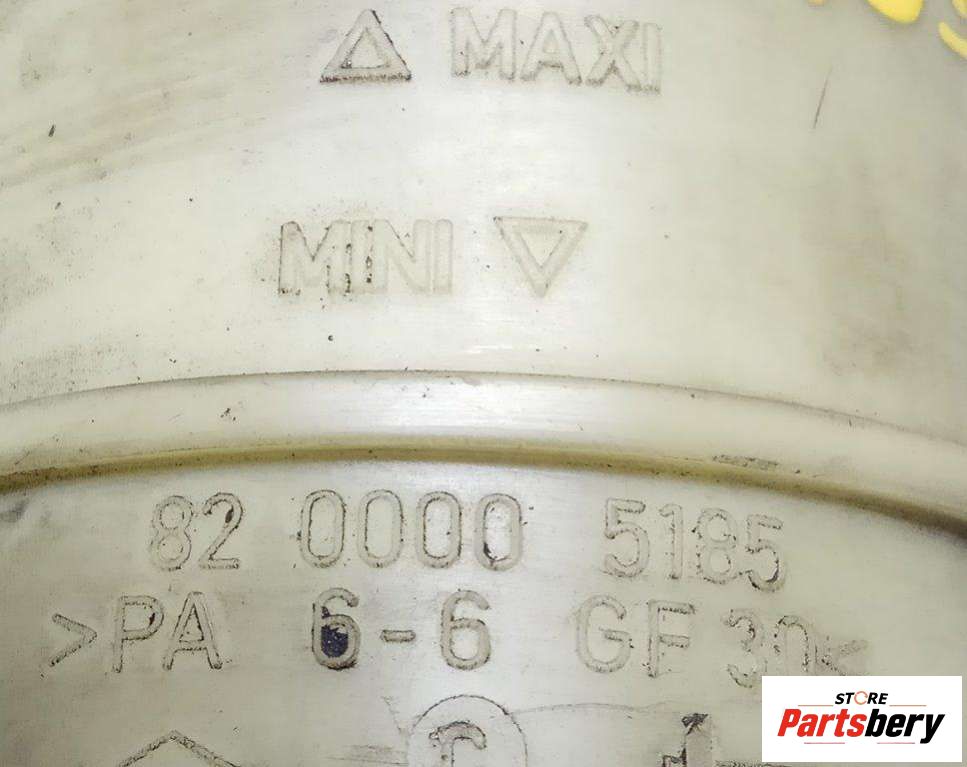 △ MAXI
MINI ▽
82 0000 5185
>PA 6-6 GF 30<
C
STORE
Partsbery